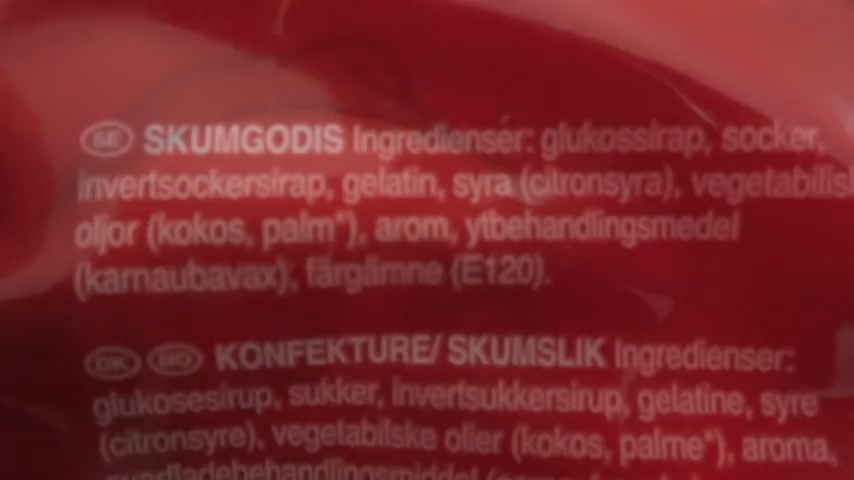 SE SKUMGODIS Ingredienser: glukossirap, socker,
invertsockersirap, gelatin, syra (citronsyra), vegetabilis
oljor (kokos, palm*), arom, ytbehandlingsmedel
(karnaubavax), färgämne (E120).
DK NO KONFEKTURE/ SKUMSLIK Ingredienser:
glukosesirup, sukker, invertsukkersirup, gelatine, syre
(citronsyre), vegetabilske olier (kokos, palme*), aroma,